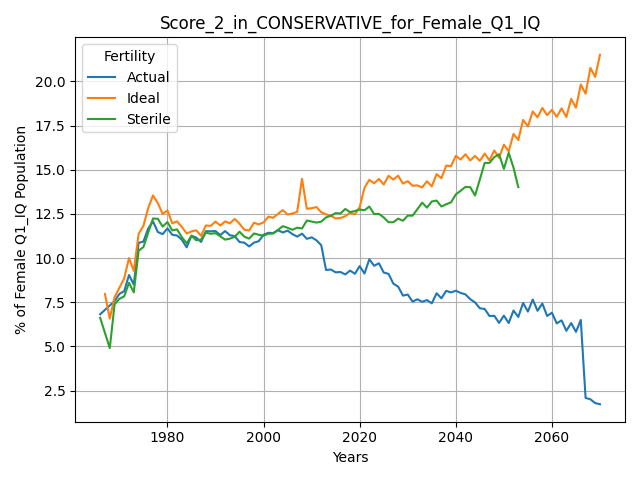 Score_2_in_CONSERVATIVE_for_Female_Q1_IQ
% of Female Q1_IQ Population
Fertility
Actual
Ideal
Sterile
20.0
17.5
15.0
12.5
10.0
7.5
5.0
2.5
1980 2000 2020 2040 2060
Years